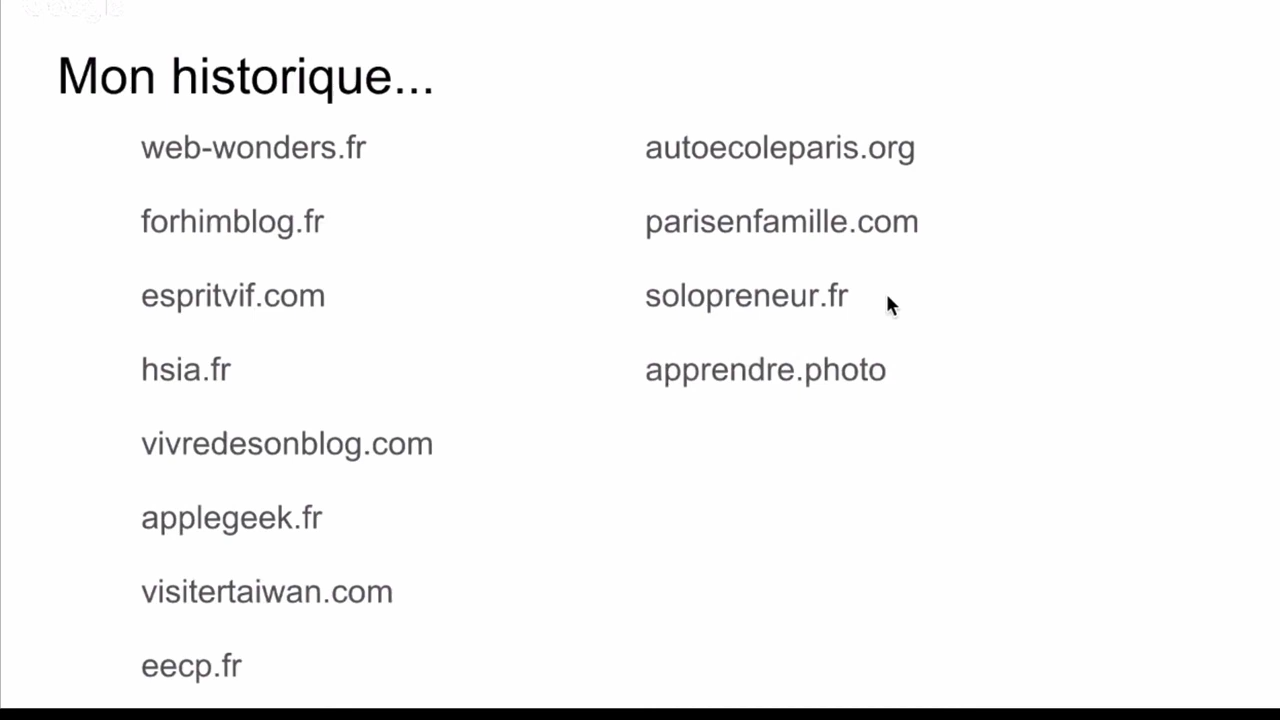 Mon historique...
web-wonders.fr
forhimblog.fr
espritvif.com
hsia.fr
vivredesonblog.com
applegeek.fr
visitertaiwan.com
eecp.fr
autoecoleparis.org
parisenfamille.com
solopreneur.fr
apprendre.photo